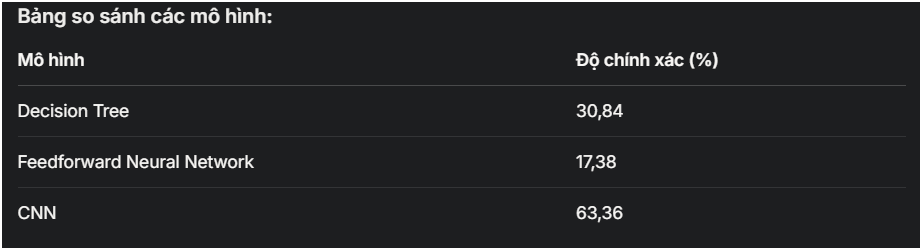 Bảng so sánh các mô hình:
Mô hình Độ chính xác (%)
Decision Tree 30,84
Feedforward Neural Network 17,38
CNN 63,36